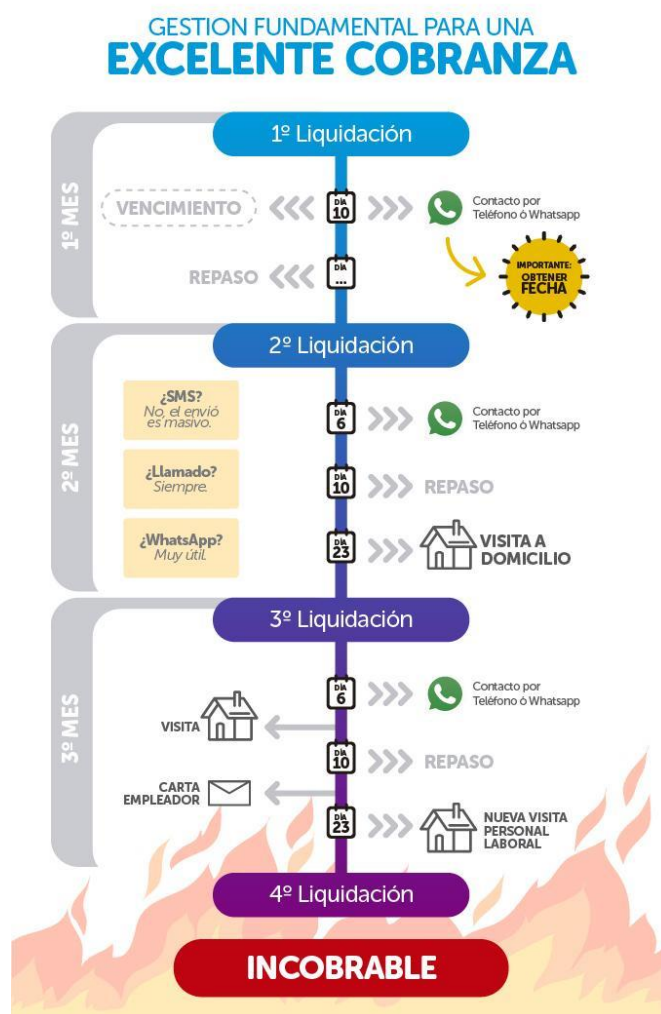 GESTION FUNDAMENTAL PARA UNA
EXCELENTE COBRANZA
1º MES
1º Liquidación
VENCIMIENTO
DÍA
10
Contacto por
Teléfono ó Whatsapp
REPASO
DÍA
...
IMPORTANTE:
OBTENER
FECHA
2º MES
2º Liquidación
¿SMS?
No, el envió
es masivo.
DÍA
6
Contacto por
Teléfono ó Whatsapp
¿Llamado?
Siempre.
DÍA
10
REPASO
¿WhatsApp?
Muy útil.
DÍA
23
VISITA A
DOMICILIO
3º MES
3º Liquidación
DÍA
6
Contacto por
Teléfono ó Whatsapp
VISITA
DÍA
10
REPASO
CARTA
EMPLEADOR
DÍA
23
NUEVA VISITA
PERSONAL
LABORAL
4º Liquidación
INCOBRABLE